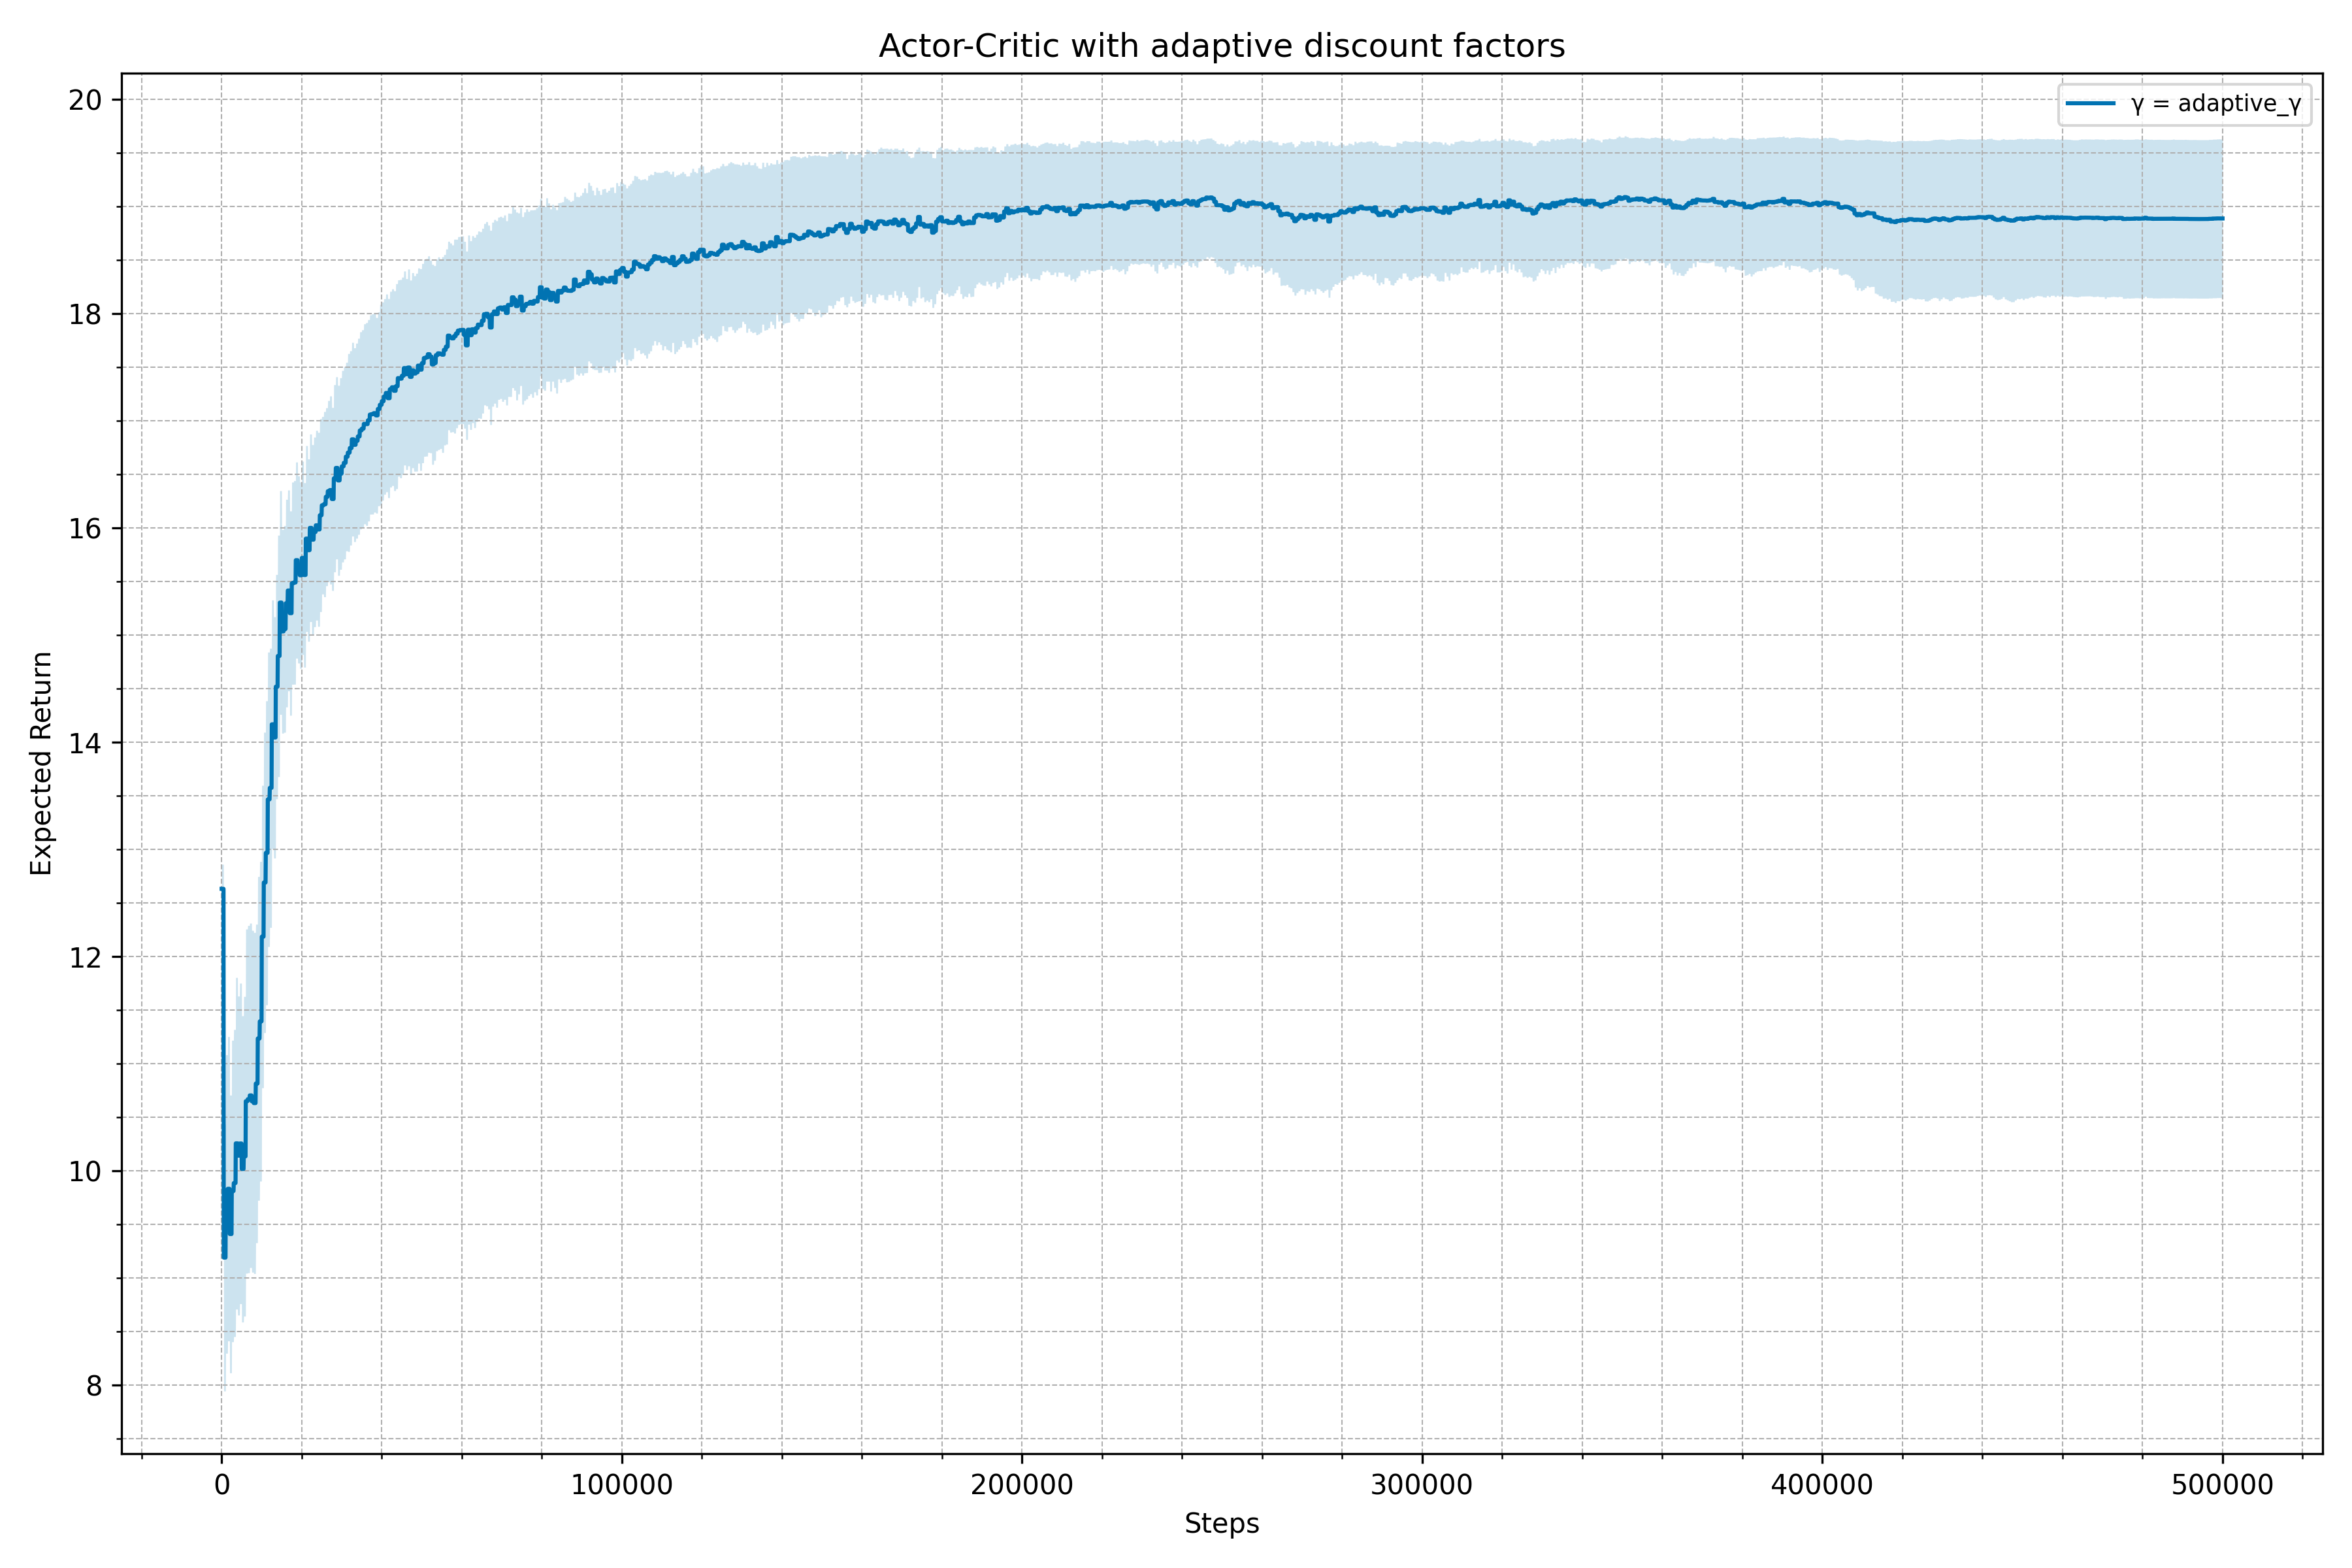 Actor-Critic with adaptive discount factors
γ = adaptive_γ
Expected Return
20
18
16
14
12
10
8
0 100000 200000 300000 400000 500000
Steps